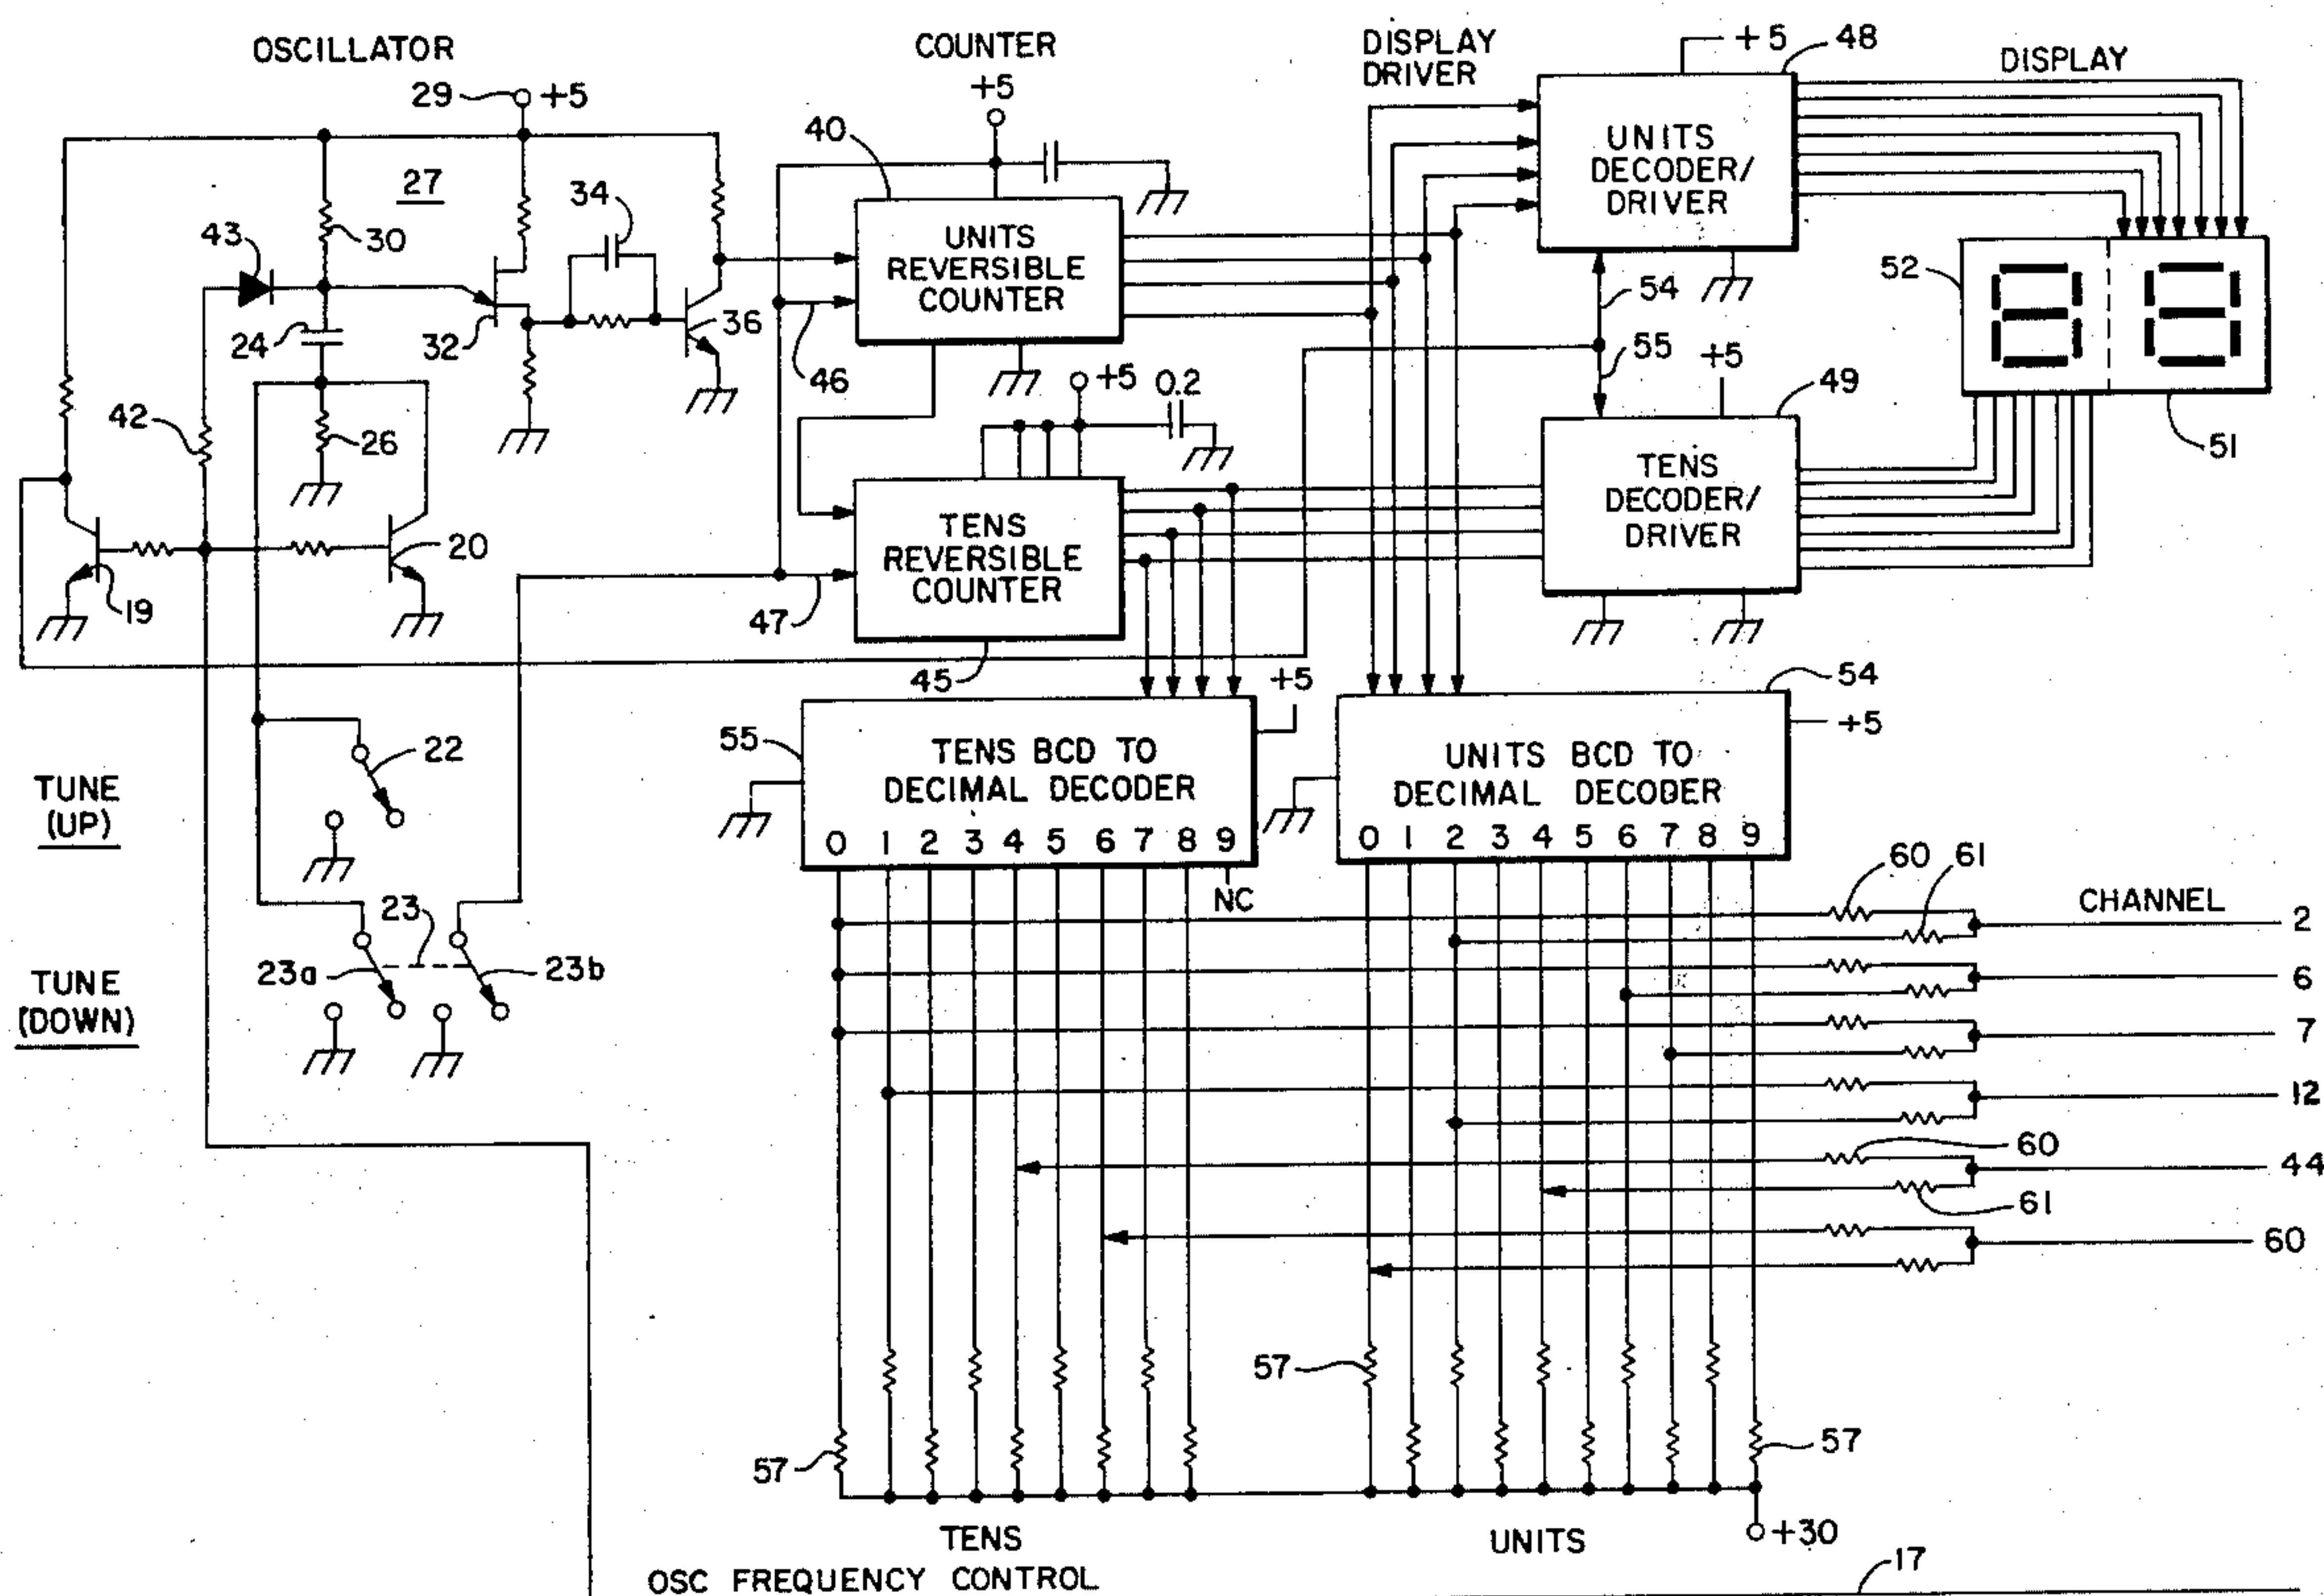 OSCILLATOR
COUNTER
DISPLAY
DRIVER
DISPLAY
29
+5
+5
+5
48
27
40
34
43
30
UNITS
REVERSIBLE
COUNTER
UNITS
DECODER/
DRIVER
52
24
32
36
46
54
55
+5
0.2
+5
49
51
42
26
TENS
REVERSIBLE
COUNTER
TENS
DECODER/
DRIVER
20
19
47
45
+5
54
55
TENS BCD TO
DECIMAL DECODER
0 1 2 3 4 5 6 7 8 9
NC
UNITS BCD TO
DECIMAL DECODER
0 1 2 3 4 5 6 7 8 9
+5
22
TUNE
(UP)
23
23a
23b
TUNE
(DOWN)
60
61
CHANNEL
2
6
7
12
60
44
61
60
57
57
57
+30
TENS
UNITS
OSC FREQUENCY CONTROL
17